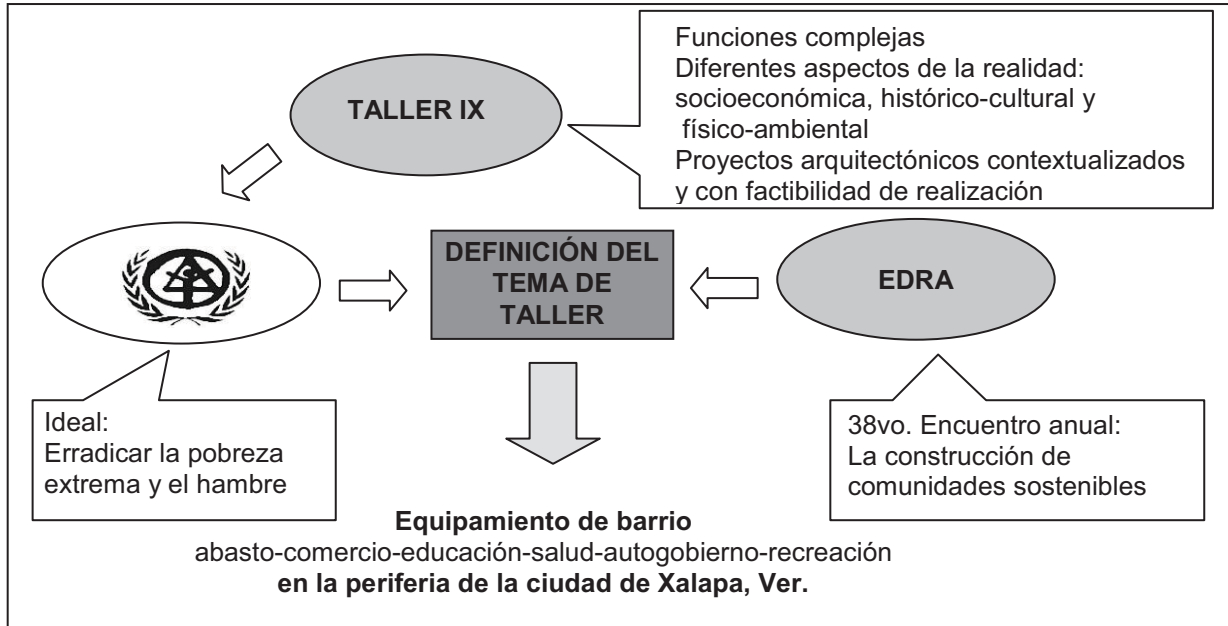 TALLER IX
Funciones complejas
Diferentes aspectos de la realidad:
socioeconómica, histórico-cultural y
físico-ambiental
Proyectos arquitectónicos contextualizados
y con factibilidad de realización
DEFINICIÓN DEL
TEMA DE
TALLER
EDRA
Ideal:
Erradicar la pobreza
extrema y el hambre
38vo. Encuentro anual:
La construcción de
comunidades sostenibles
Equipamiento de barrio
abasto-comercio-educación-salud-autogobierno-recreación
en la periferia de la ciudad de Xalapa, Ver.